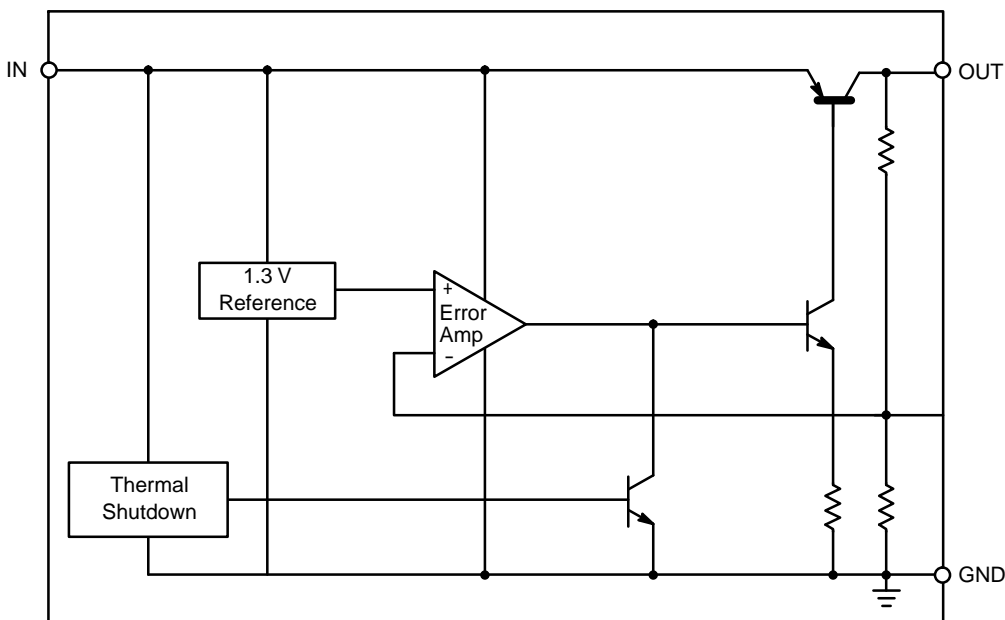 IN
OUT
1.3 V
Reference
+
Error
Amp
−
Thermal
Shutdown
GND